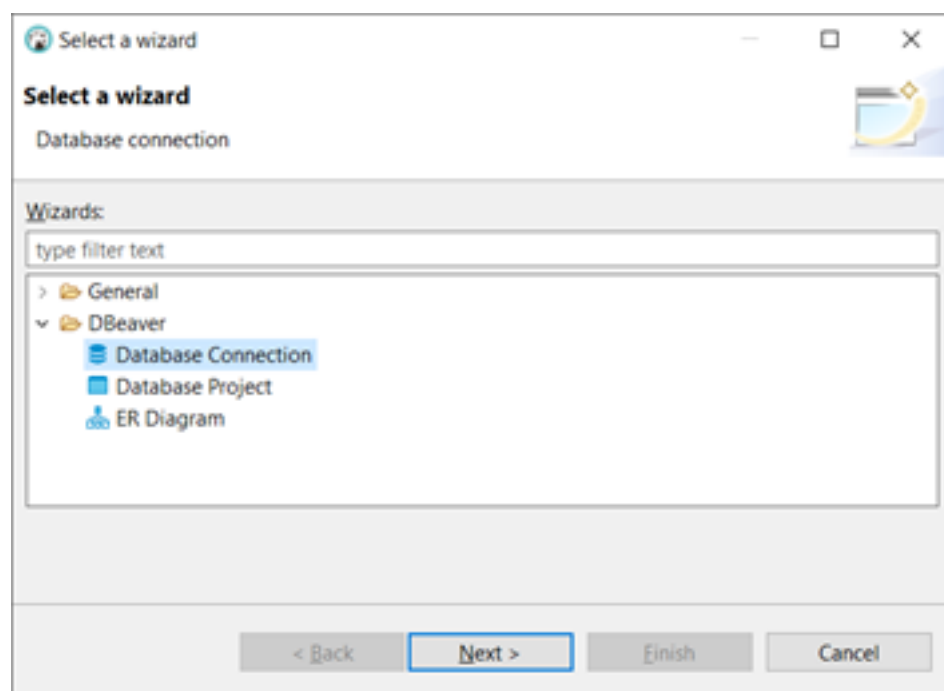 Select a wizard
Select a wizard
Database connection
Wizards:
type filter text
General
DBeaver
Database Connection
Database Project
ER Diagram
< Back Next > Finish Cancel